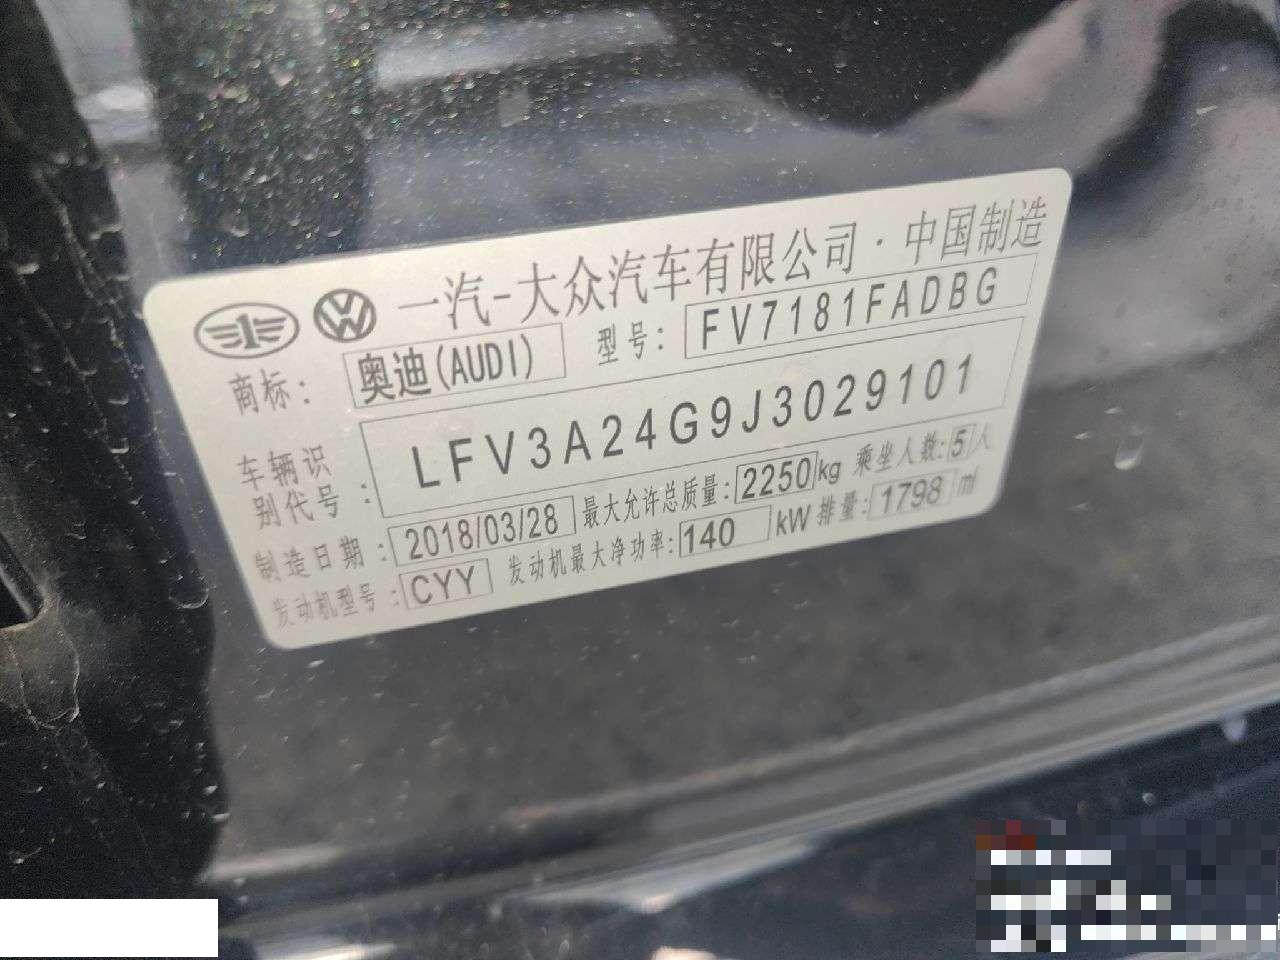 一汽-大众汽车有限公司·中国制造
商标: 奥迪(AUDI) 型号: FV7181FADBG
车辆识别代号: LFV3A24G9J3029101
制造日期: 2018/03/28 最大允许总质量: 2250kg 乘坐人数: 5人
发动机型号: CYY 发动机最大净功率: 140 kW 排量: 1798 ml